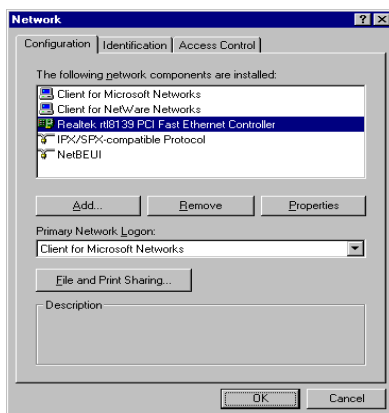 Network
Configuration Identification Access Control
The following network components are installed:
Client for Microsoft Networks
Client for NetWare Networks
Realtek rtl8139 PCI Fast Ethernet Controller
IPX/SPX-compatible Protocol
NetBEUI
Add... Remove Properties
Primary Network Logon:
Client for Microsoft Networks
File and Print Sharing...
Description
OK Cancel